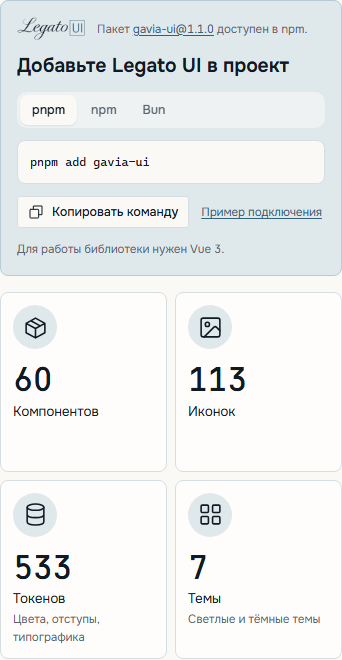 Legato UI Пакет gavia-ui@1.1.0 доступен в npm.
Добавьте Legato UI в проект
pnpm npm Bun
pnpm add gavia-ui
Копировать команду Пример подключения
Для работы библиотеки нужен Vue 3.
60
Компонентов
113
Иконок
533
Токенов
Цвета, отступы,
типографика
7
Темы
Светлые и тёмные темы